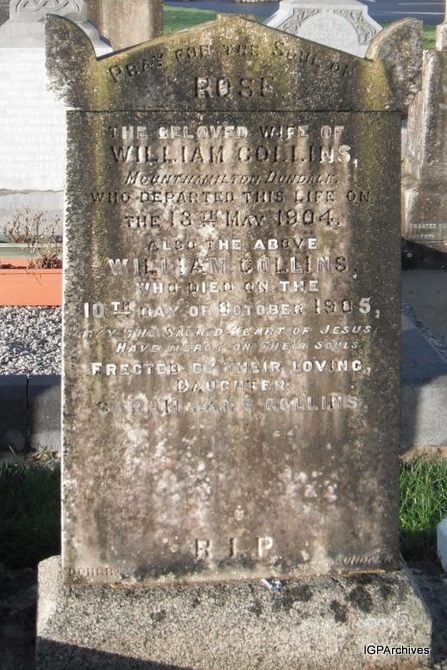 Pray for the Soul of
ROSE
THE BELOVED WIFE OF
WILLIAM COLLINS,
MOUNTHAMILTON DUNDALK
WHO DEPARTED THIS LIFE ON
THE 13TH MAY 1904.
ALSO THE ABOVE
WILLIAM COLLINS,
WHO DIED ON THE
10TH DAY OF OCTOBER 1905,
MAY THE SACRED HEART OF JESUS
HAVE MERCY ON THEIR SOULS.
ERECTED BY THEIR LOVING,
DAUGHTER
SARAH JANE COLLINS.
R.I.P.
IGPArchives